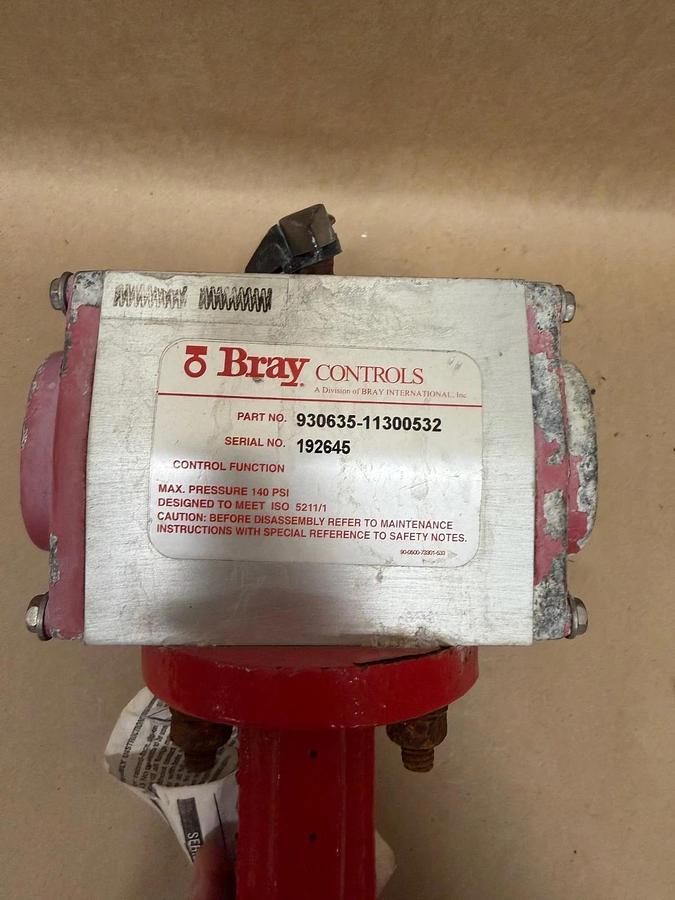 Bray CONTROLS
A Division of BRAY INTERNATIONAL, Inc
PART NO. 930635-11300532
SERIAL NO. 192645
CONTROL FUNCTION
MAX. PRESSURE 140 PSI
DESIGNED TO MEET ISO 5211/1
CAUTION: BEFORE DISASSEMBLY REFER TO MAINTENANCE
INSTRUCTIONS WITH SPECIAL REFERENCE TO SAFETY NOTES.